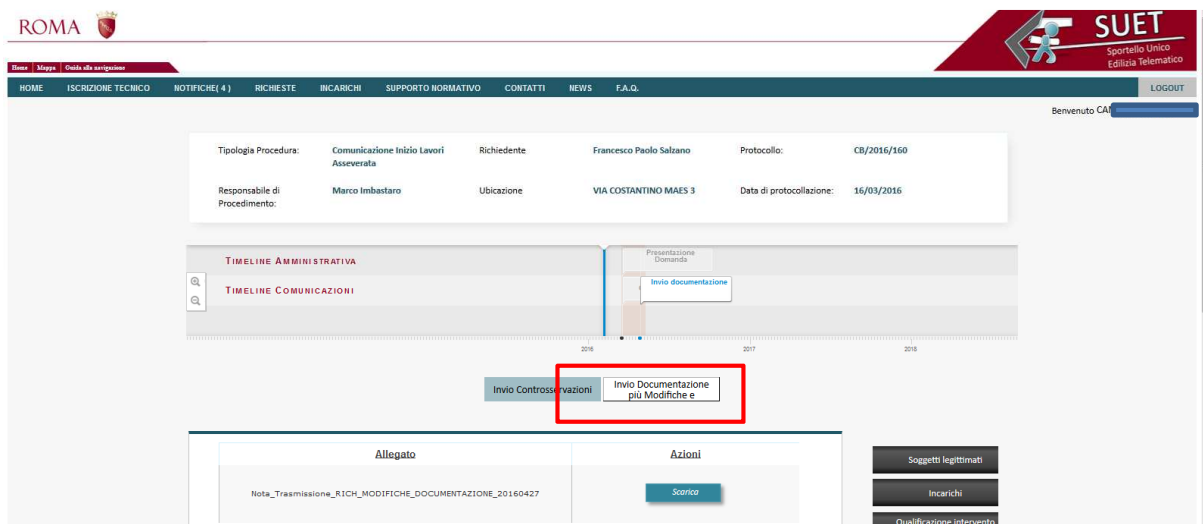 ROMA
SUET
Sportello Unico
Edilizia Telematico
Home Mappa Guida alla navigazione
HOME ISCRIZIONE TECNICO NOTIFICHE( 4 ) RICHIESTE INCARICHI SUPPORTO NORMATIVO CONTATTI NEWS F.A.Q. LOGOUT
Benvenuto
Tipologia Procedura: Comunicazione Inizio Lavori Asseverata Richiedente Francesco Paolo Salzano Protocollo: CB/2016/160
Responsabile di Procedimento: Marco Imbastaro Ubicazione VIA COSTANTINO MAES 3 Data di protocollazione: 16/03/2016
TIMELINE AMMINISTRATIVA
Presentazione
Domanda
TIMELINE COMUNICAZIONI
Invio documentazione
2016 2017 2018
Invio Controsservazioni
Invio Documentazione
più Modifiche e
Allegato Azioni
Nota_Trasmissione_RICH_MODIFICHE_DOCUMENTAZIONE_20160427 Scarica
Soggetti legittimati
Incarichi
Qualificazione intervento